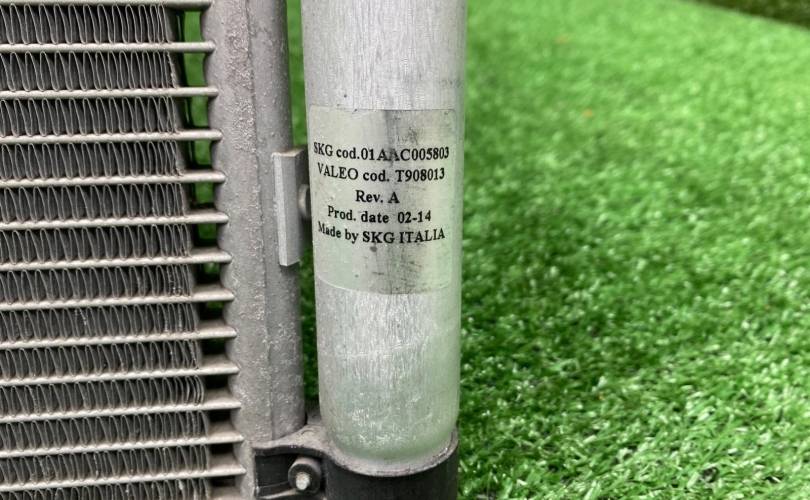 SKG cod.01AAC005803
VALEO cod. T908013
Rev. A
Prod. date 02-14
Made by SKG ITALIA